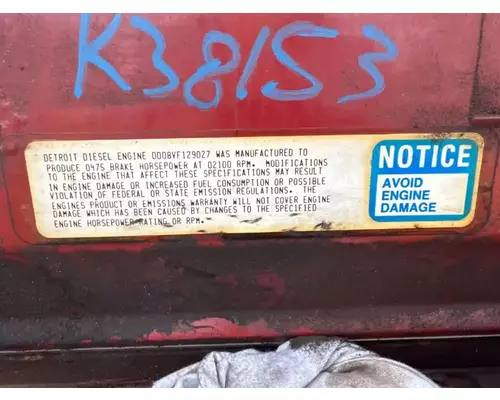 K38153
DETROIT DIESEL ENGINE 0D08VF129027 WAS MANUFACTURED TO
PRODUCE 0475 BRAKE HORSEPOWER AT 02100 RPM. MODIFICATIONS
TO THE ENGINE THAT AFFECT THESE SPECIFICATIONS MAY RESULT
IN ENGINE DAMAGE OR INCREASED FUEL CONSUMPTION OR POSSIBLE
VIOLATION OF FEDERAL OR STATE EMISSION REGULATIONS. THE
ENGINES PRODUCT OR EMISSIONS WARRANTY WILL NOT COVER ENGINE
DAMAGE WHICH HAS BEEN CAUSED BY CHANGES TO THE SPECIFIED
ENGINE HORSEPOWER RATING OR RPM.
NOTICE
AVOID
ENGINE
DAMAGE